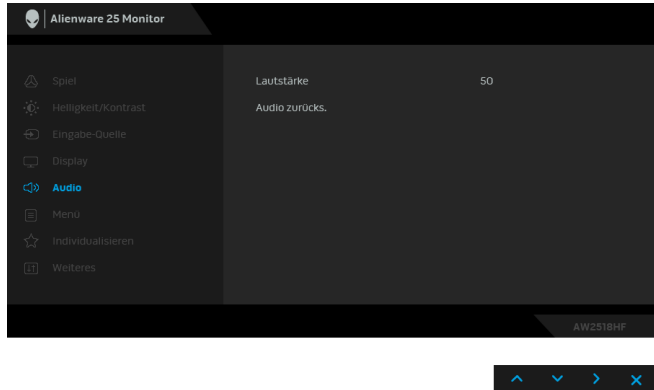 Alienware 25 Monitor
Spiel
Helligkeit/Kontrast
Eingabe-Quelle
Display
Audio
Menü
Individualisieren
Weiteres
Lautstärke 50
Audio zurücks.
AW2518HF